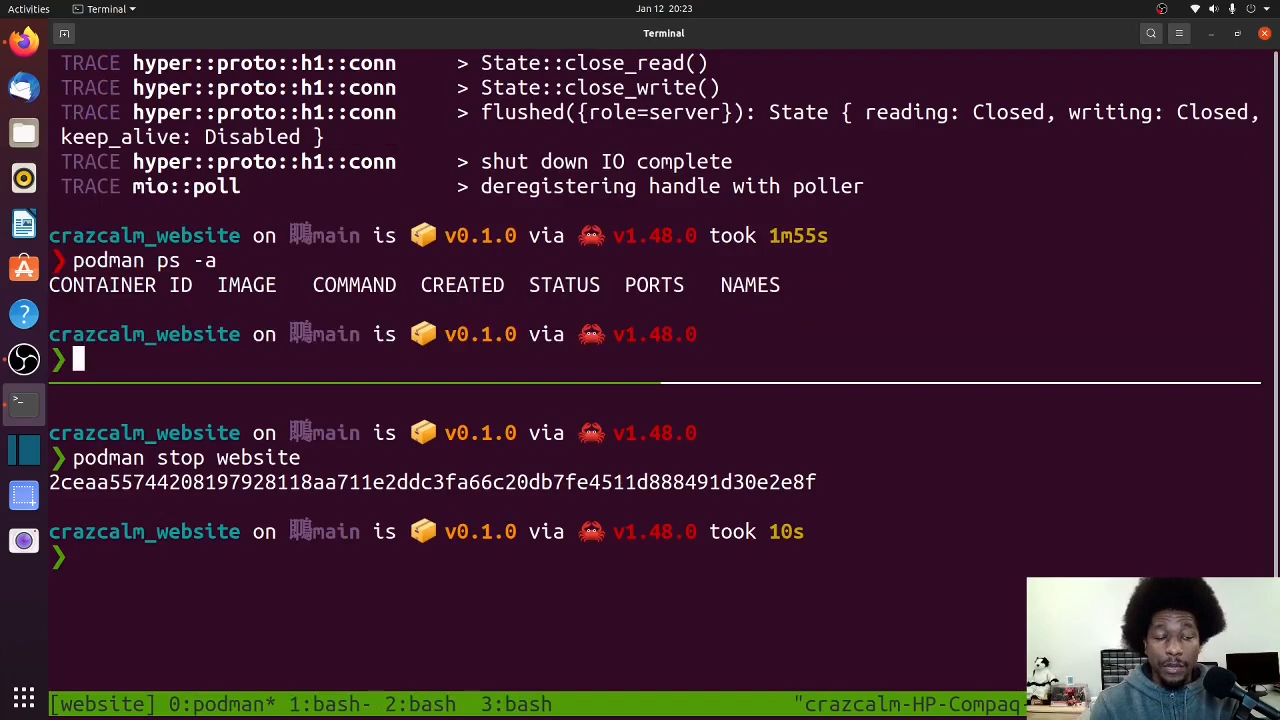 Activities Terminal Jan 12 20:23
Terminal
TRACE hyper::proto::h1::conn > State::close_read()
TRACE hyper::proto::h1::conn > State::close_write()
TRACE hyper::proto::h1::conn > flushed({role=server}): State { reading: Closed, writing: Closed,
keep_alive: Disabled }
TRACE hyper::proto::h1::conn > shut down IO complete
TRACE mio::poll > deregistering handle with poller
crazcalm_website on main is 📦 v0.1.0 via 🦀 v1.48.0 took 1m55s
❯ podman ps -a
CONTAINER ID IMAGE COMMAND CREATED STATUS PORTS NAMES
crazcalm_website on main is 📦 v0.1.0 via 🦀 v1.48.0
❯
crazcalm_website on main is 📦 v0.1.0 via 🦀 v1.48.0
❯ podman stop website
2ceaa55744208197928118aa711e2ddc3fa66c20db7fe4511d888491d30e2e8f
crazcalm_website on main is 📦 v0.1.0 via 🦀 v1.48.0 took 10s
❯
[website] 0:podman* 1:bash- 2:bash 3:bash "crazcalm-HP-Compaq